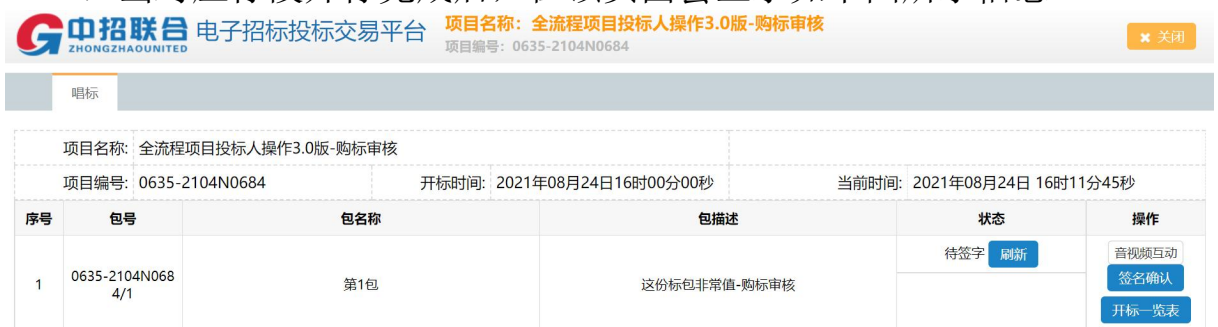 中招联合 电子招标投标交易平台 项目名称：全流程项目投标人操作3.0版-购标审核
ZHONGZHAOUNITED 项目编号：0635-2104N0684
× 关闭
唱标
项目名称: 全流程项目投标人操作3.0版-购标审核
项目编号: 0635-2104N0684 开标时间: 2021年08月24日16时00分00秒 当前时间: 2021年08月24日 16时11分45秒
序号 包号 包名称 包描述 状态 操作
1 0635-2104N068
4/1 第1包 这份标包非常值-购标审核 待签字 刷新 音视频互动
签名确认
开标一览表